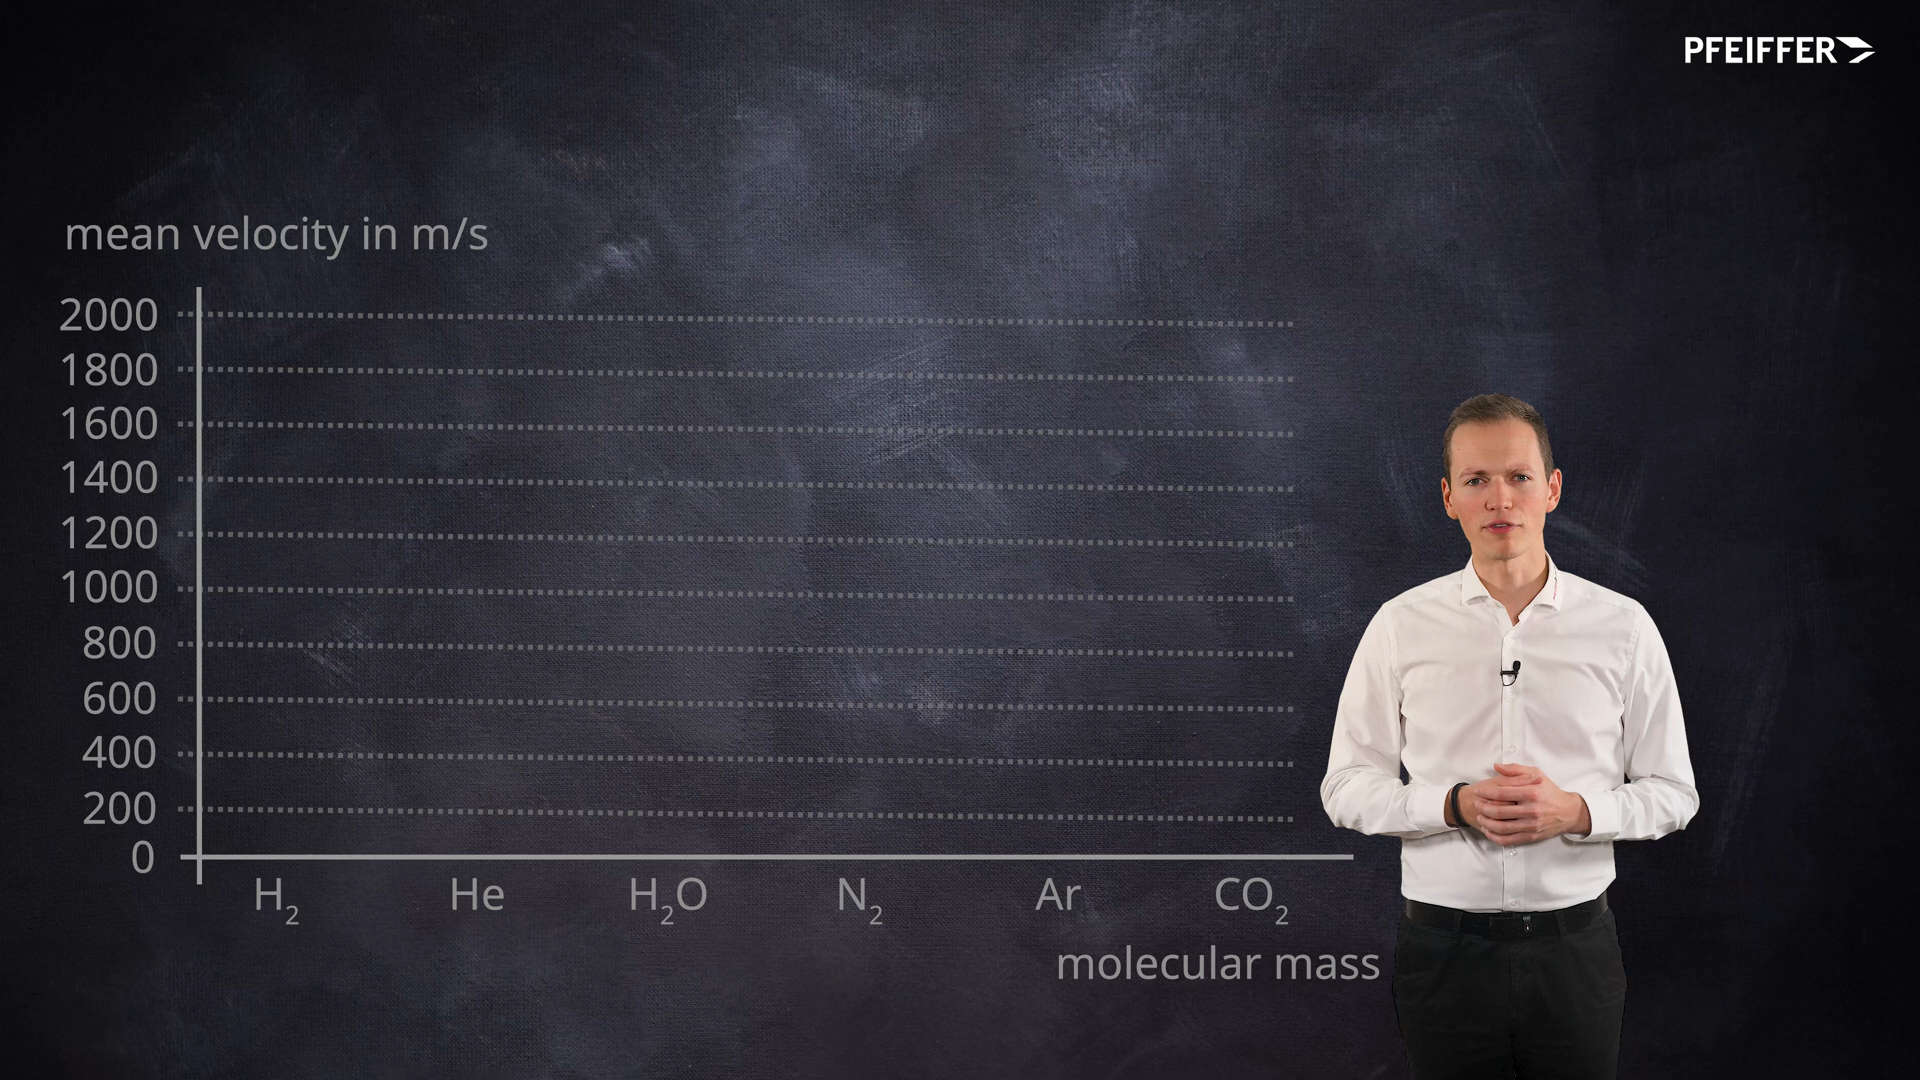 PFEIFFER
mean velocity in m/s
2000
1800
1600
1400
1200
1000
800
600
400
200
0
H₂ He H₂O N₂ Ar CO₂
molecular mass